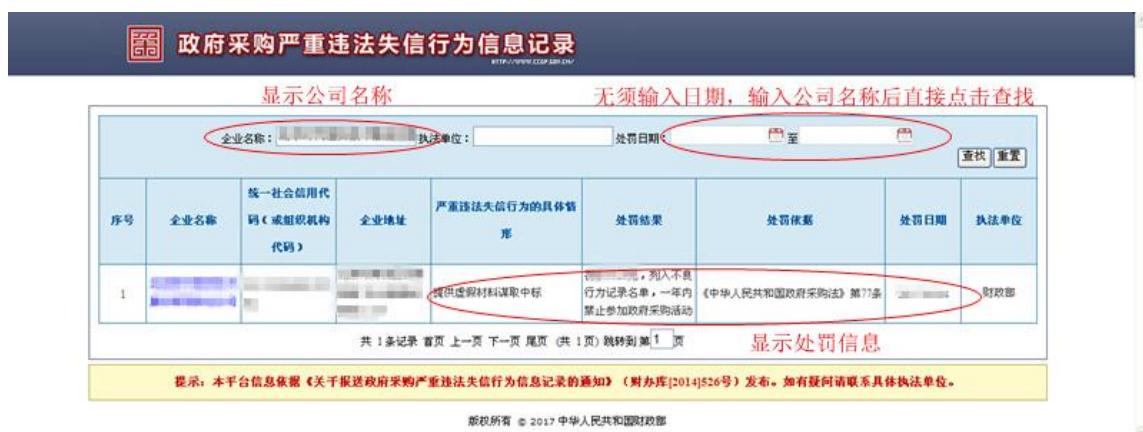 政府采购严重违法失信行为信息记录
HTTP://WWW.CCGP.GOV.CN/
显示公司名称
无须输入日期，输入公司名称后直接点击查找
企业名称： 执法单位： 处罚日期： 至
查找 重置
序号 企业名称 统一社会信用代码（或组织机构代码） 企业地址 严重违法失信行为的具体情形 处罚结果 处罚依据 处罚日期 执法单位
1 提供虚假材料谋取中标 元，列入不良行为记录名单，一年内禁止参加政府采购活动 《中华人民共和国政府采购法》第77条 财政部
共 1 条记录 首页 上一页 下一页 尾页 (共 1 页) 跳转到第 1 页
显示处罚信息
提示：本平台信息依据《关于报送政府采购严重违法失信行为信息记录的通知》（财办库[2014]526号）发布。如有疑问请联系具体执法单位。
版权所有 © 2017 中华人民共和国财政部